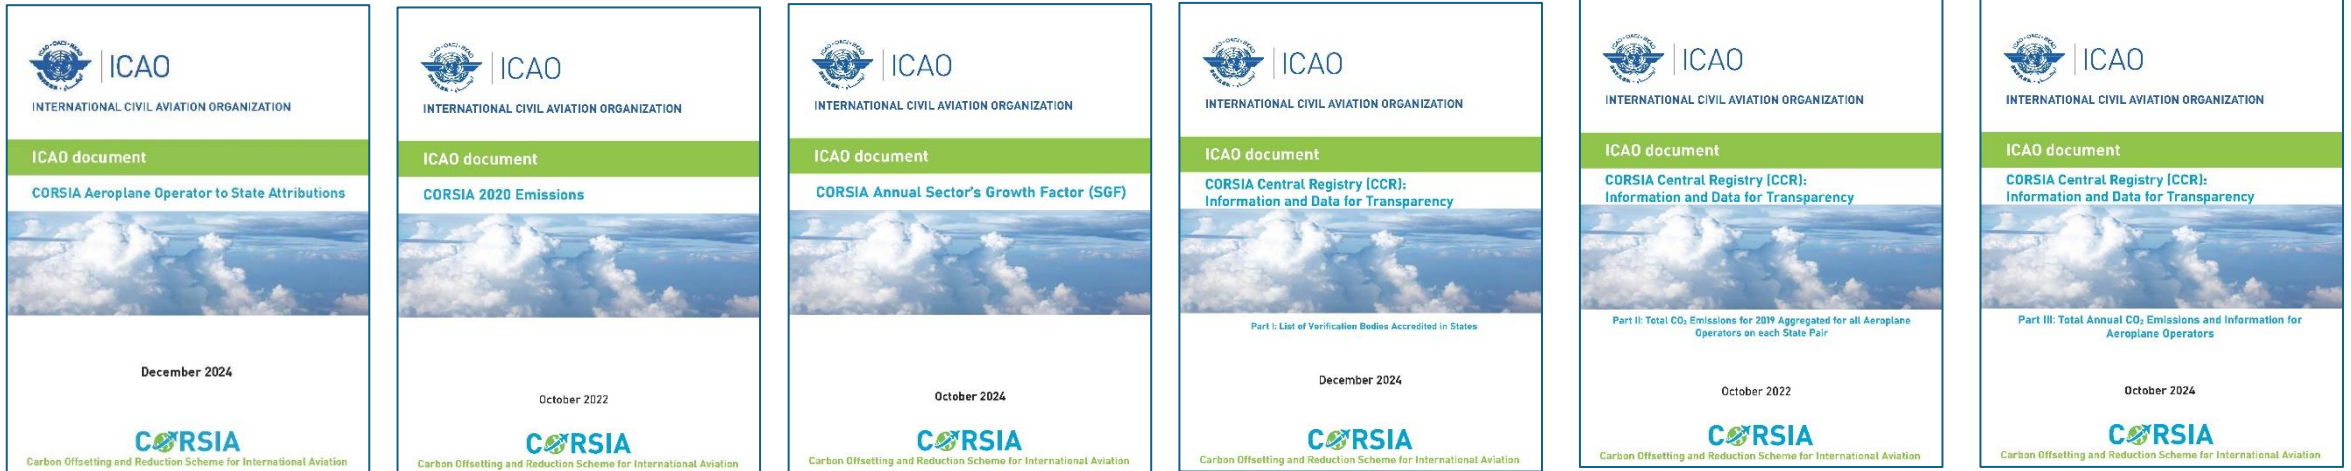 ICAO
INTERNATIONAL CIVIL AVIATION ORGANIZATION
ICAO document
CORSIA Aeroplane Operator to State Attributions
December 2024
CORSIA
Carbon Offsetting and Reduction Scheme for International Aviation
ICAO
INTERNATIONAL CIVIL AVIATION ORGANIZATION
ICAO document
CORSIA 2020 Emissions
October 2022
CORSIA
Carbon Offsetting and Reduction Scheme for International Aviation
ICAO
INTERNATIONAL CIVIL AVIATION ORGANIZATION
ICAO document
CORSIA Annual Sector's Growth Factor (SGF)
October 2024
CORSIA
Carbon Offsetting and Reduction Scheme for International Aviation
ICAO
INTERNATIONAL CIVIL AVIATION ORGANIZATION
ICAO document
CORSIA Central Registry (CCR):
Information and Data for Transparency
Part I: List of Verification Bodies Accredited in States
December 2024
CORSIA
Carbon Offsetting and Reduction Scheme for International Aviation
ICAO
INTERNATIONAL CIVIL AVIATION ORGANIZATION
ICAO document
CORSIA Central Registry (CCR):
Information and Data for Transparency
Part II: Total CO₂ Emissions for 2019 Aggregated for all Aeroplane
Operators on each State Pair
October 2022
CORSIA
Carbon Offsetting and Reduction Scheme for International Aviation
ICAO
INTERNATIONAL CIVIL AVIATION ORGANIZATION
ICAO document
CORSIA Central Registry (CCR):
Information and Data for Transparency
Part III: Total Annual CO₂ Emissions and Information for
Aeroplane Operators
October 2024
CORSIA
Carbon Offsetting and Reduction Scheme for International Aviation